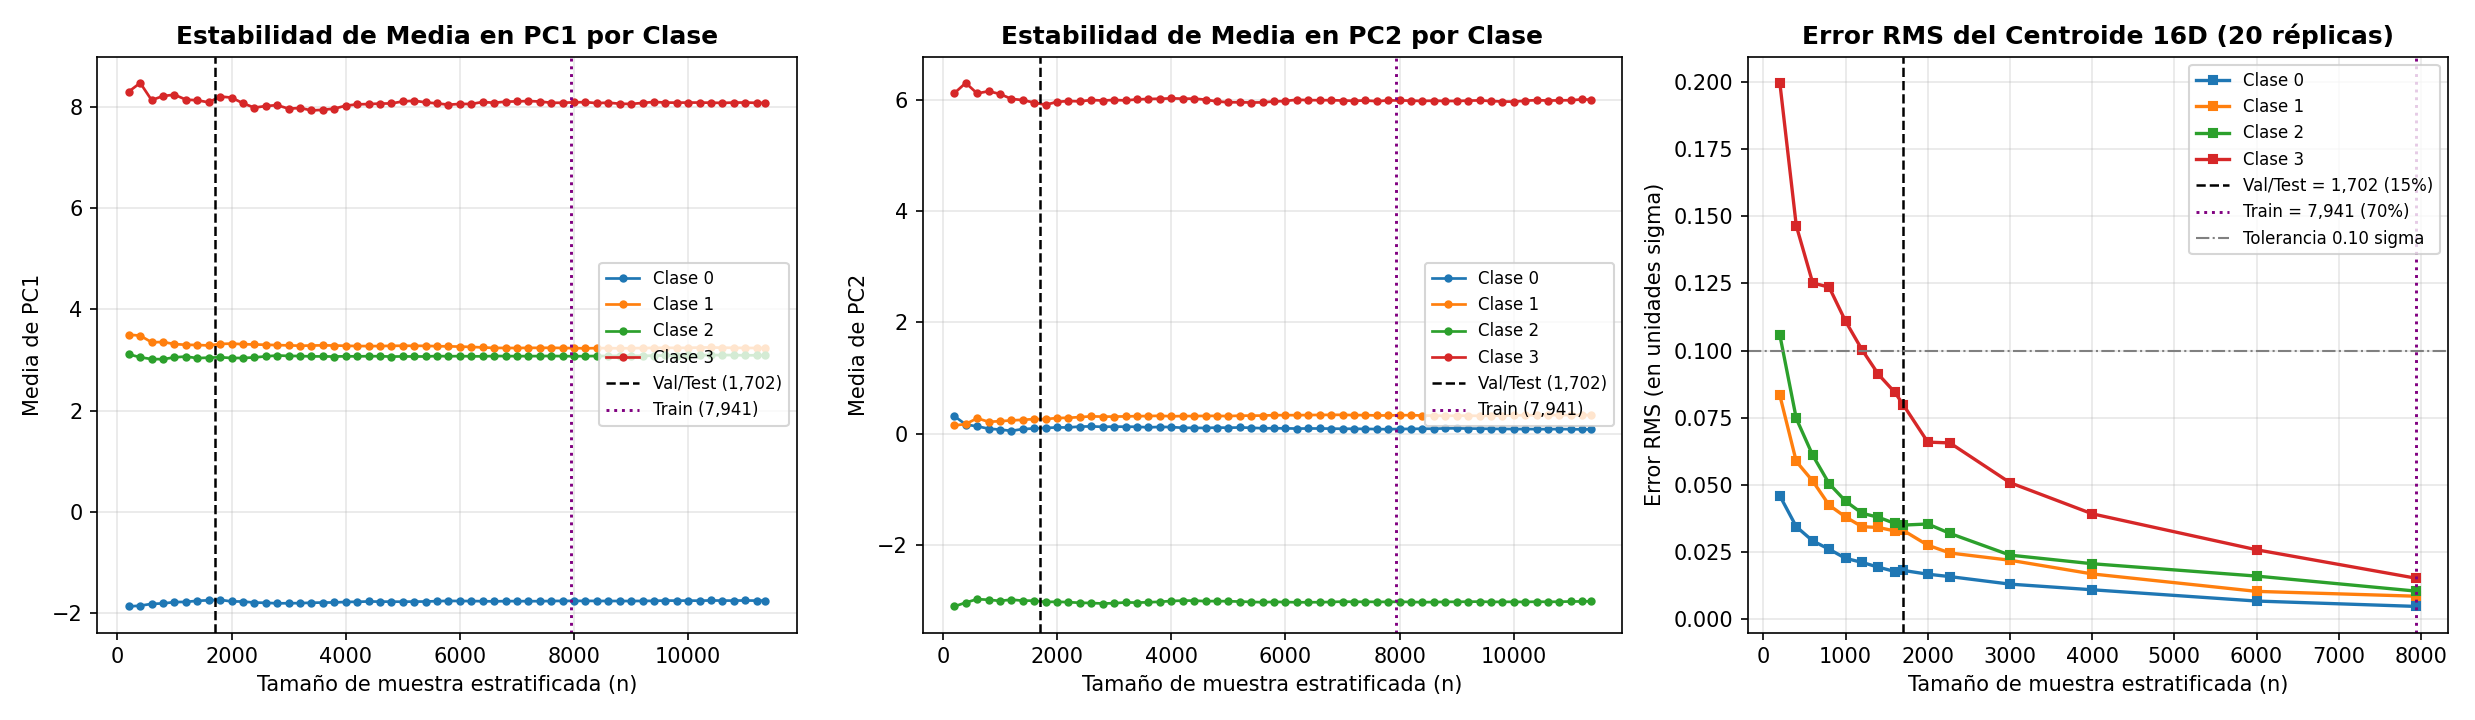 Estabilidad de Media en PC1 por Clase
Media de PC1
8
6
4
2
0
−2
0
2000
4000
6000
8000
10000
Tamaño de muestra estratificada (n)
Clase 0
Clase 1
Clase 2
Clase 3
Val/Test (1,702)
Train (7,941)
Estabilidad de Media en PC2 por Clase
Media de PC2
6
4
2
0
−2
0
2000
4000
6000
8000
10000
Tamaño de muestra estratificada (n)
Clase 0
Clase 1
Clase 2
Clase 3
Val/Test (1,702)
Train (7,941)
Error RMS del Centroide 16D (20 réplicas)
Error RMS (en unidades sigma)
0.200
0.175
0.150
0.125
0.100
0.075
0.050
0.025
0.000
0
1000
2000
3000
4000
5000
6000
7000
8000
Tamaño de muestra estratificada (n)
Clase 0
Clase 1
Clase 2
Clase 3
Val/Test = 1,702 (15%)
Train = 7,941 (70%)
Tolerancia 0.10 sigma